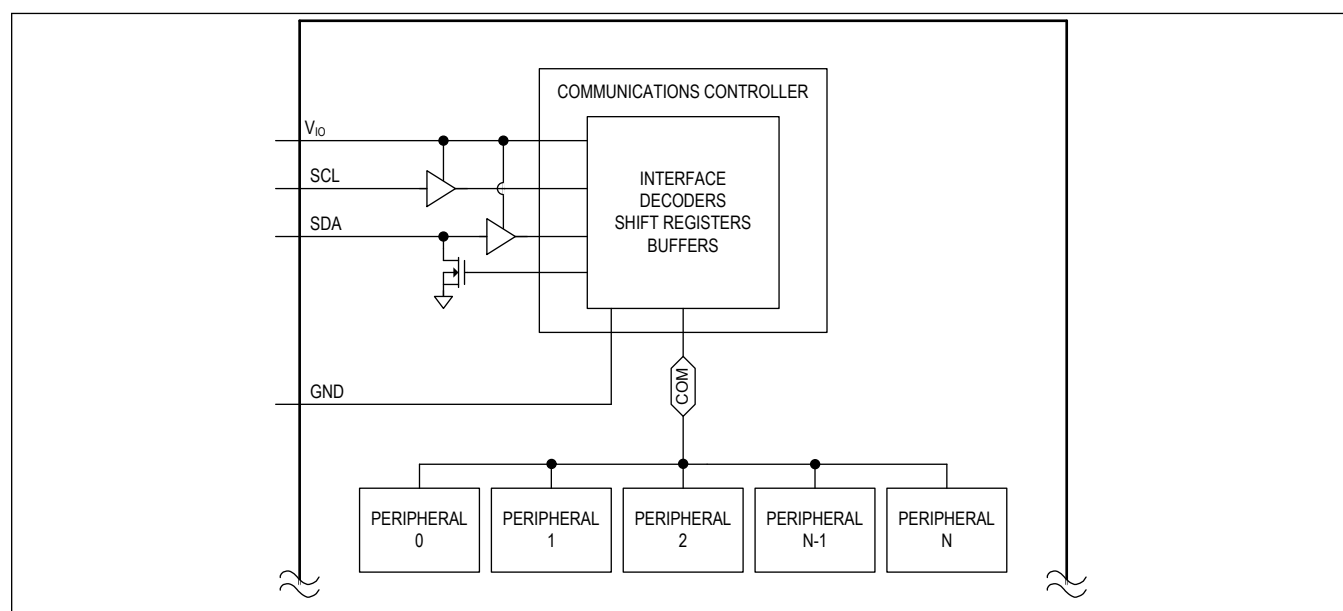 COMMUNICATIONS CONTROLLER
VIO
SCL
SDA
INTERFACE
DECODERS
SHIFT REGISTERS
BUFFERS
GND
COM
PERIPHERAL
0
PERIPHERAL
1
PERIPHERAL
2
PERIPHERAL
N-1
PERIPHERAL
N